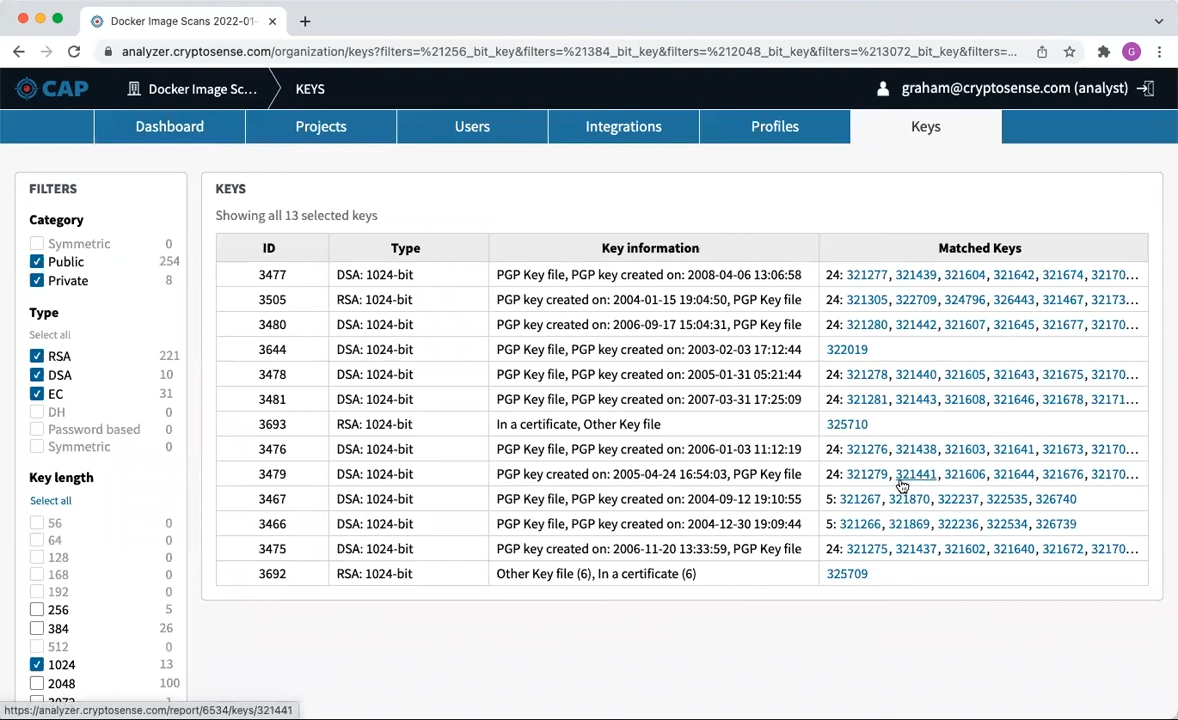 Docker Image Scans 2022-01-
analyzer.cryptosense.com/organization/keys?filters=%21256_bit_key&filters=%21384_bit_key&filters=%212048_bit_key&filters=%213072_bit_key&filters=...
G
CAP
Docker Image Sc...
KEYS
graham@cryptosense.com (analyst)
Dashboard Projects Users Integrations Profiles Keys
FILTERS
Category
Symmetric 0
Public 254
Private 8
Type
Select all
RSA 221
DSA 10
EC 31
DH 0
Password based 0
Symmetric 0
Key length
Select all
56 0
64 0
128 0
168 0
192 0
256 5
384 26
512 0
1024 13
2048 100
3072 1
KEYS
Showing all 13 selected keys
ID Type Key information Matched Keys
3477 DSA: 1024-bit PGP Key file, PGP key created on: 2008-04-06 13:06:58 24: 321277, 321439, 321604, 321642, 321674, 32170...
3505 RSA: 1024-bit PGP key created on: 2004-01-15 19:04:50, PGP Key file 24: 321305, 322709, 324796, 326443, 321467, 32173...
3480 DSA: 1024-bit PGP Key file, PGP key created on: 2006-09-17 15:04:31 24: 321280, 321442, 321607, 321645, 321677, 32170...
3644 DSA: 1024-bit PGP Key file, PGP key created on: 2003-02-03 17:12:44 322019
3478 DSA: 1024-bit PGP Key file, PGP key created on: 2005-01-31 05:21:44 24: 321278, 321440, 321605, 321643, 321675, 32170...
3481 DSA: 1024-bit PGP Key file, PGP key created on: 2007-03-31 17:25:09 24: 321281, 321443, 321608, 321646, 321678, 32171...
3693 RSA: 1024-bit In a certificate, Other Key file 325710
3476 DSA: 1024-bit PGP Key file, PGP key created on: 2006-01-03 11:12:19 24: 321276, 321438, 321603, 321641, 321673, 32170...
3479 DSA: 1024-bit PGP key created on: 2005-04-24 16:54:03, PGP Key file 24: 321279, 321441, 321606, 321644, 321676, 32170...
3467 DSA: 1024-bit PGP Key file, PGP key created on: 2004-09-12 19:10:55 5: 321267, 321870, 322237, 322535, 326740
3466 DSA: 1024-bit PGP Key file, PGP key created on: 2004-12-30 19:09:44 5: 321266, 321869, 322236, 322534, 326739
3475 DSA: 1024-bit PGP key created on: 2006-11-20 13:33:59, PGP Key file 24: 321275, 321437, 321602, 321640, 321672, 32170...
3692 RSA: 1024-bit Other Key file (6), In a certificate (6) 325709
https://analyzer.cryptosense.com/report/6534/keys/321441